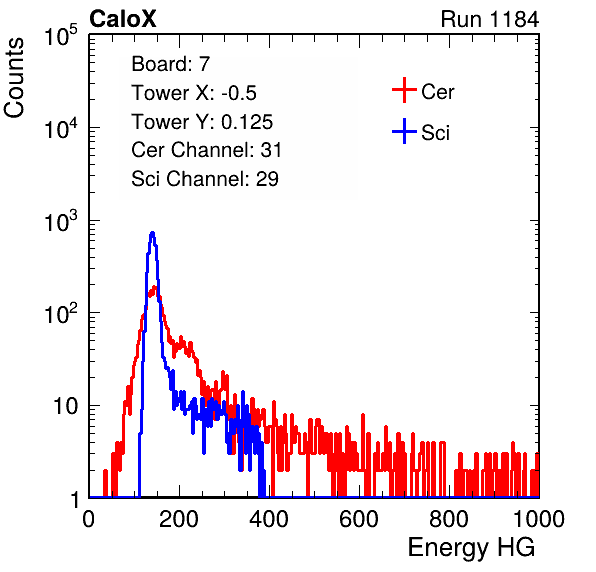 CaloX Run 1184
Counts
10^5
10^4
10^3
10^2
10
1
Board: 7
Tower X: -0.5
Tower Y: 0.125
Cer Channel: 31
Sci Channel: 29
Cer
Sci
0 200 400 600 800 1000
Energy HG